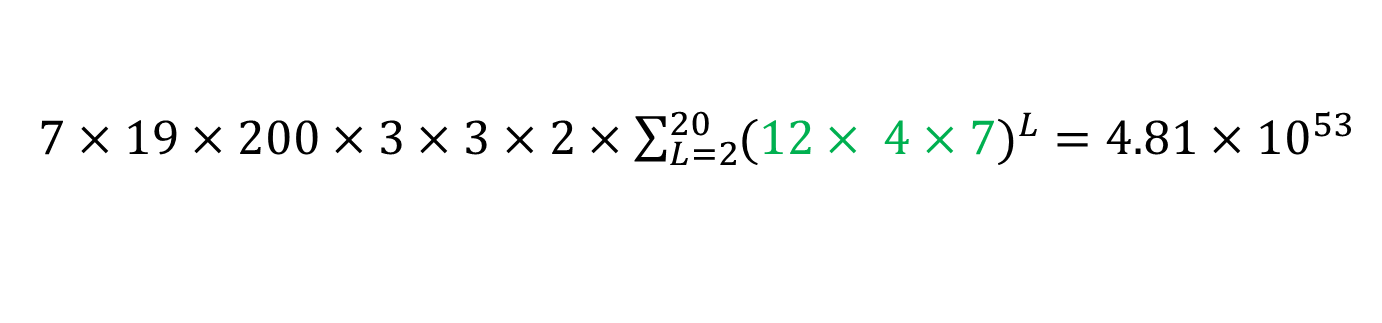 7 × 19 × 200 × 3 × 3 × 2 × ∑_{L=2}^{20}(12 × 4 × 7)^L = 4.81 × 10^{53}